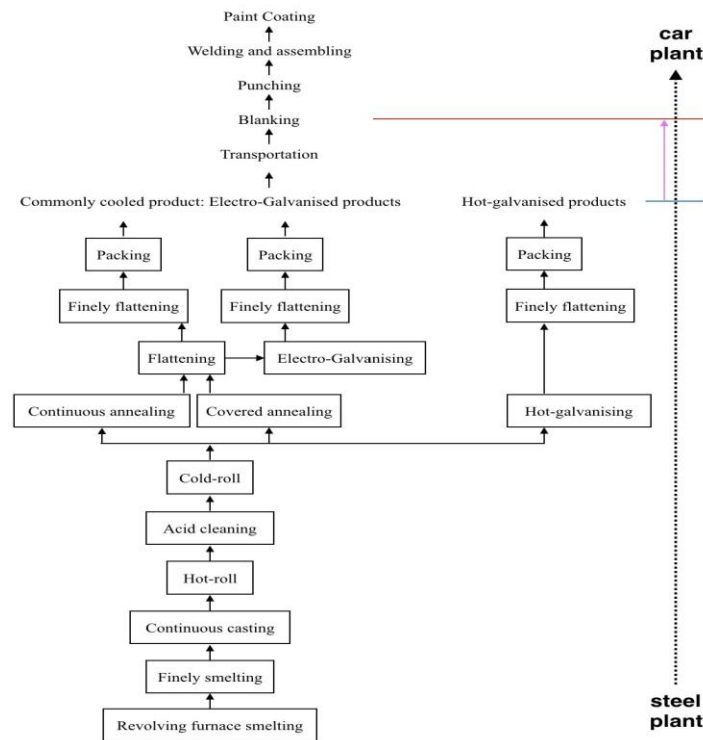 Paint Coating
Welding and assembling
Punching
Blanking
Transportation
Commonly cooled product: Electro-Galvanised products
Hot-galvanised products
Packing
Packing
Packing
Finely flattening
Finely flattening
Finely flattening
Flattening
Electro-Galvanising
Continuous annealing
Covered annealing
Hot-galvanising
Cold-roll
Acid cleaning
Hot-roll
Continuous casting
Finely smelting
Revolving furnace smelting
car
plant
steel
plant